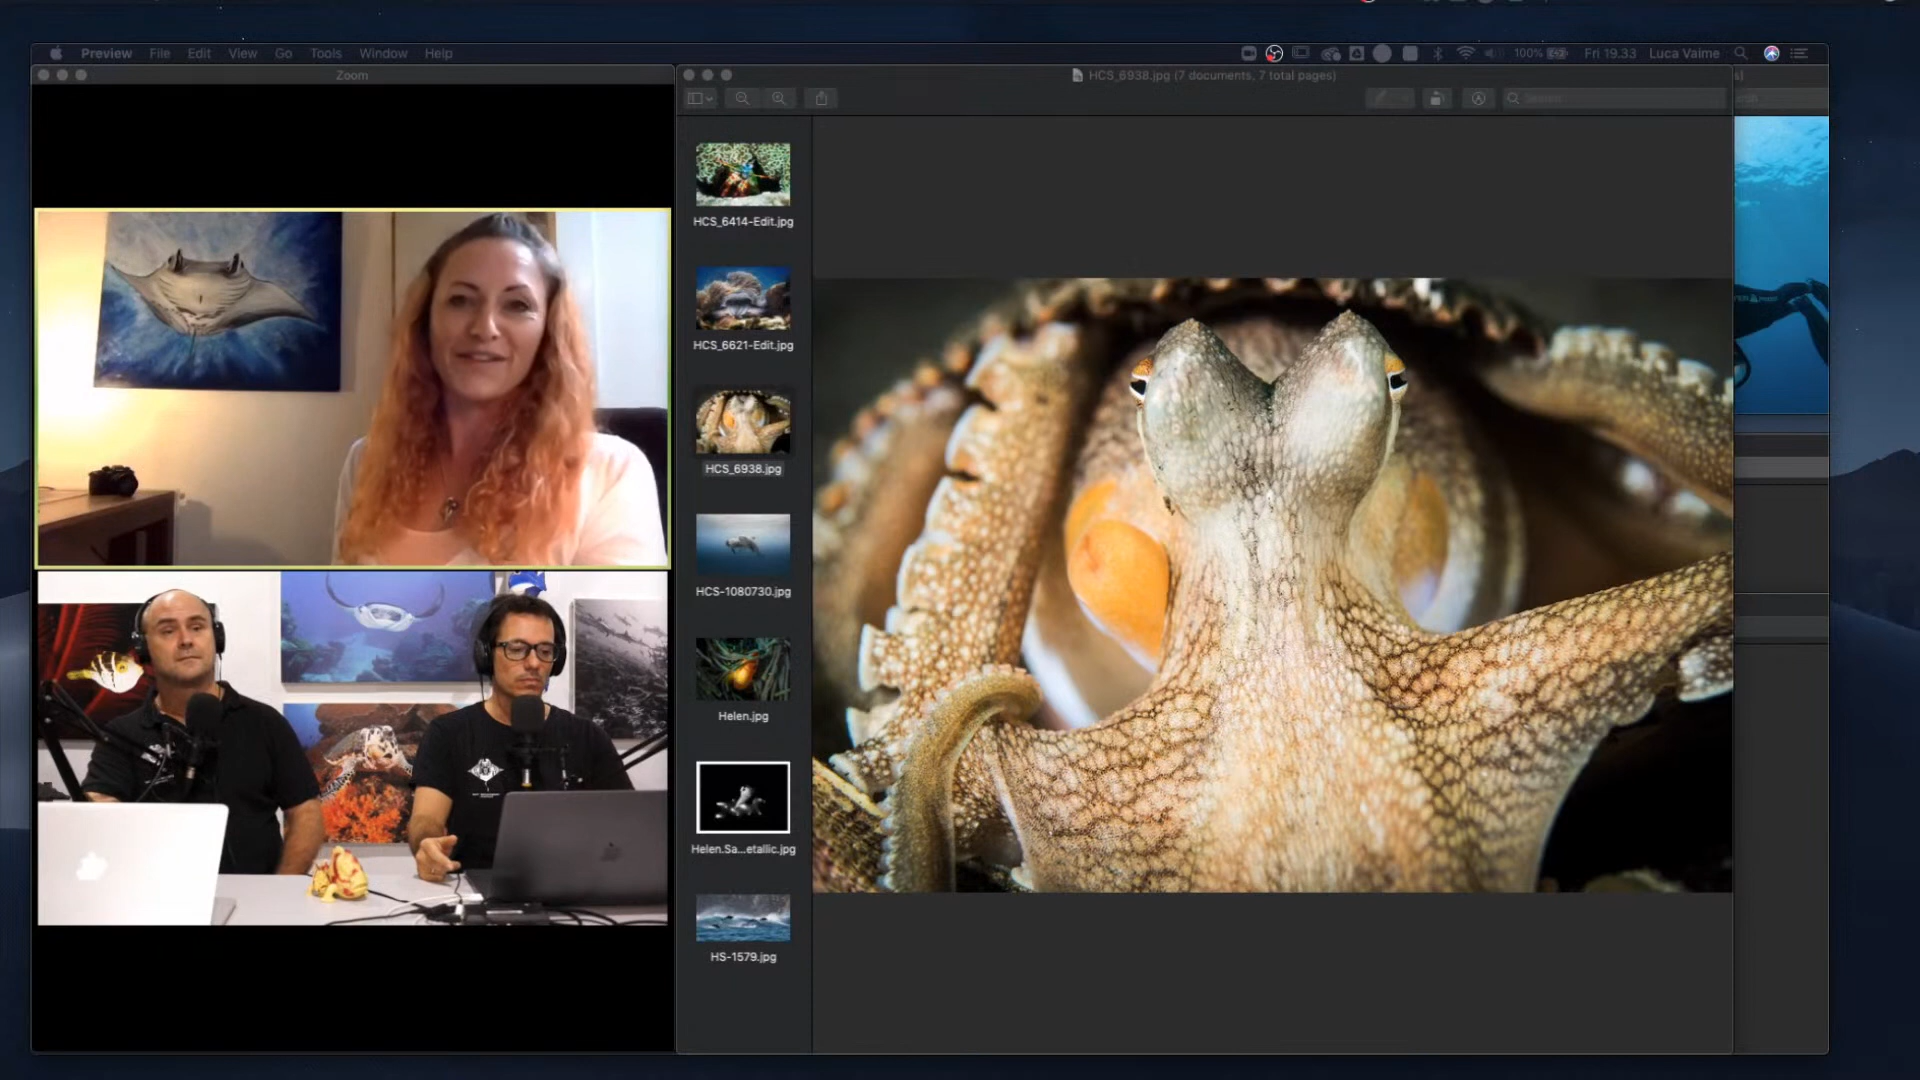 Preview File Edit View Go Tools Window Help
100% Fri 19.33 Luca Vaime
Zoom
HCS_6938.jpg (7 documents, 7 total pages)
Search
HCS_6414-Edit.jpg
HCS_6621-Edit.jpg
HCS_6938.jpg
HCS-1080730.jpg
Helen.jpg
Helen.Sa...etallic.jpg
HS-1579.jpg